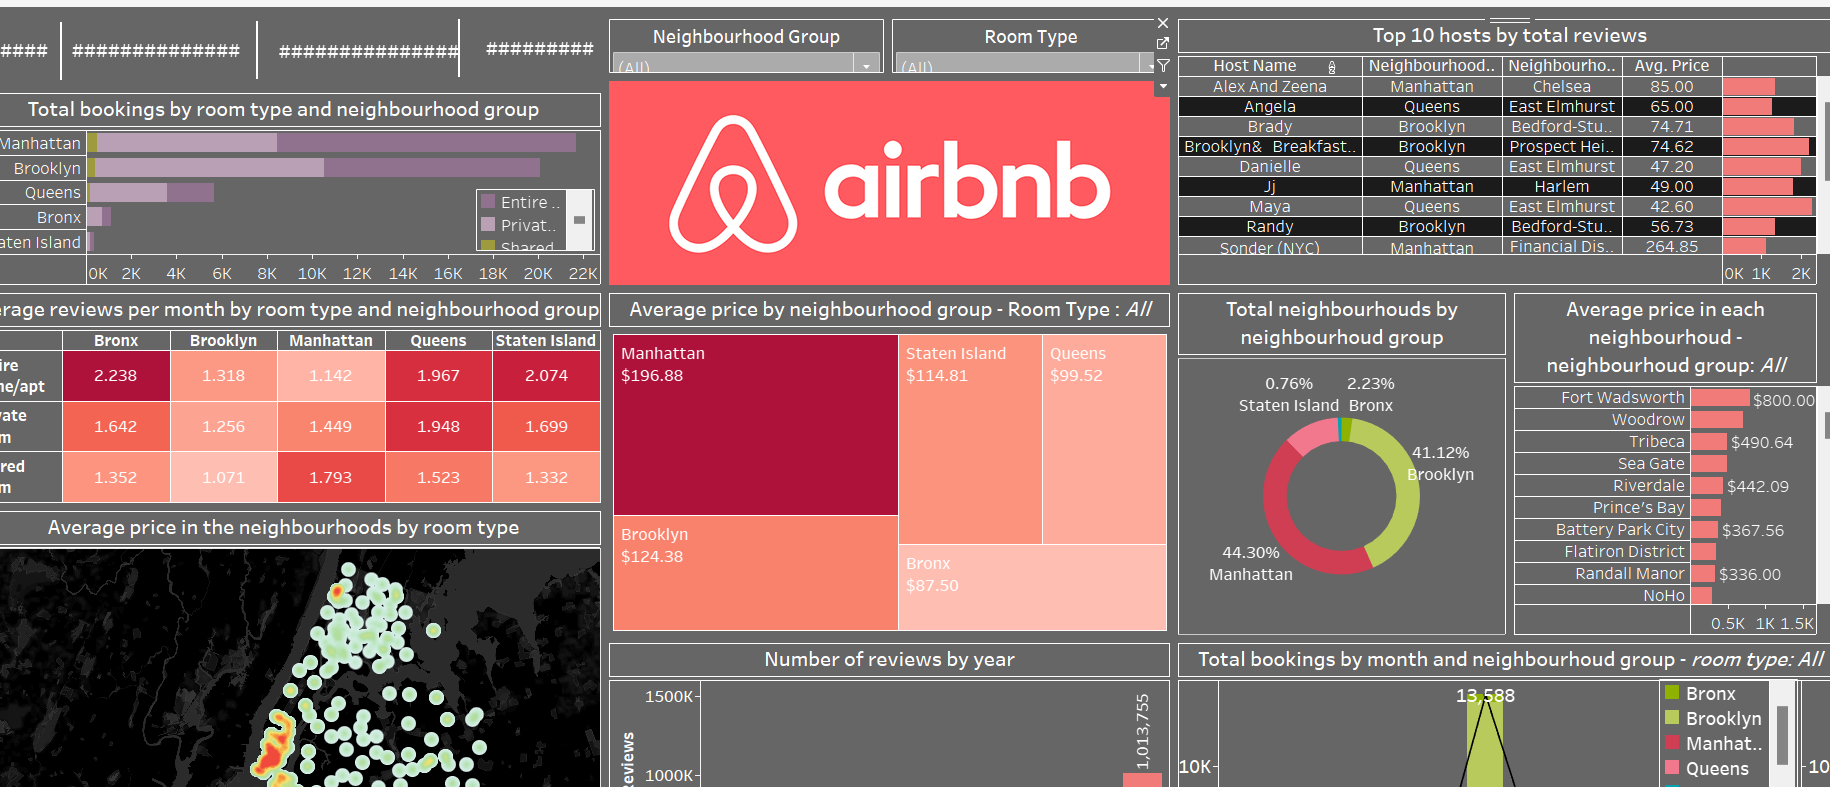 ####
##############
###############
#########
Neighbourhood Group
(All)
Room Type
(All)
Total bookings by room type and neighbourhood group
Manhattan
Brooklyn
Queens
Bronx
aten Island
0K 2K 4K 6K 8K 10K 12K 14K 16K 18K 20K 22K
Entire ..
Privat..
Shared
airbnb
Top 10 hosts by total reviews
Host Name Neighbourhood.. Neighbourho.. Avg. Price
Alex And Zeena Manhattan Chelsea 85.00
Angela Queens East Elmhurst 65.00
Brady Brooklyn Bedford-Stu.. 74.71
Brooklyn& Breakfast.. Brooklyn Prospect Hei.. 74.62
Danielle Queens East Elmhurst 47.20
Jj Manhattan Harlem 49.00
Maya Queens East Elmhurst 42.60
Randy Brooklyn Bedford-Stu.. 56.73
Sonder (NYC) Manhattan Financial Dis.. 264.85
0K 1K 2K
erage reviews per month by room type and neighbourhood group
Bronx Brooklyn Manhattan Queens Staten Island
ire
ne/apt
2.238 1.318 1.142 1.967 2.074
vate
m
1.642 1.256 1.449 1.948 1.699
red
m
1.352 1.071 1.793 1.523 1.332
Average price by neighbourhood group - Room Type : All
Manhattan
$196.88
Staten Island
$114.81
Queens
$99.52
Brooklyn
$124.38
Bronx
$87.50
Total neighbourhouds by
neighbourhoud group
0.76%
Staten Island
2.23%
Bronx
41.12%
Brooklyn
44.30%
Manhattan
Average price in each
neighbourhoud -
neighbourhoud group: All
Fort Wadsworth $800.00
Woodrow
Tribeca $490.64
Sea Gate
Riverdale $442.09
Prince's Bay
Battery Park City $367.56
Flatiron District
Randall Manor $336.00
NoHo
0.5K 1K 1.5K
Average price in the neighbourhoods by room type
Number of reviews by year
1500K
1000K
Reviews
1,013,755
Total bookings by month and neighbourhoud group - room type: All
13,588
10K
10
Bronx
Brooklyn
Manhat..
Queens